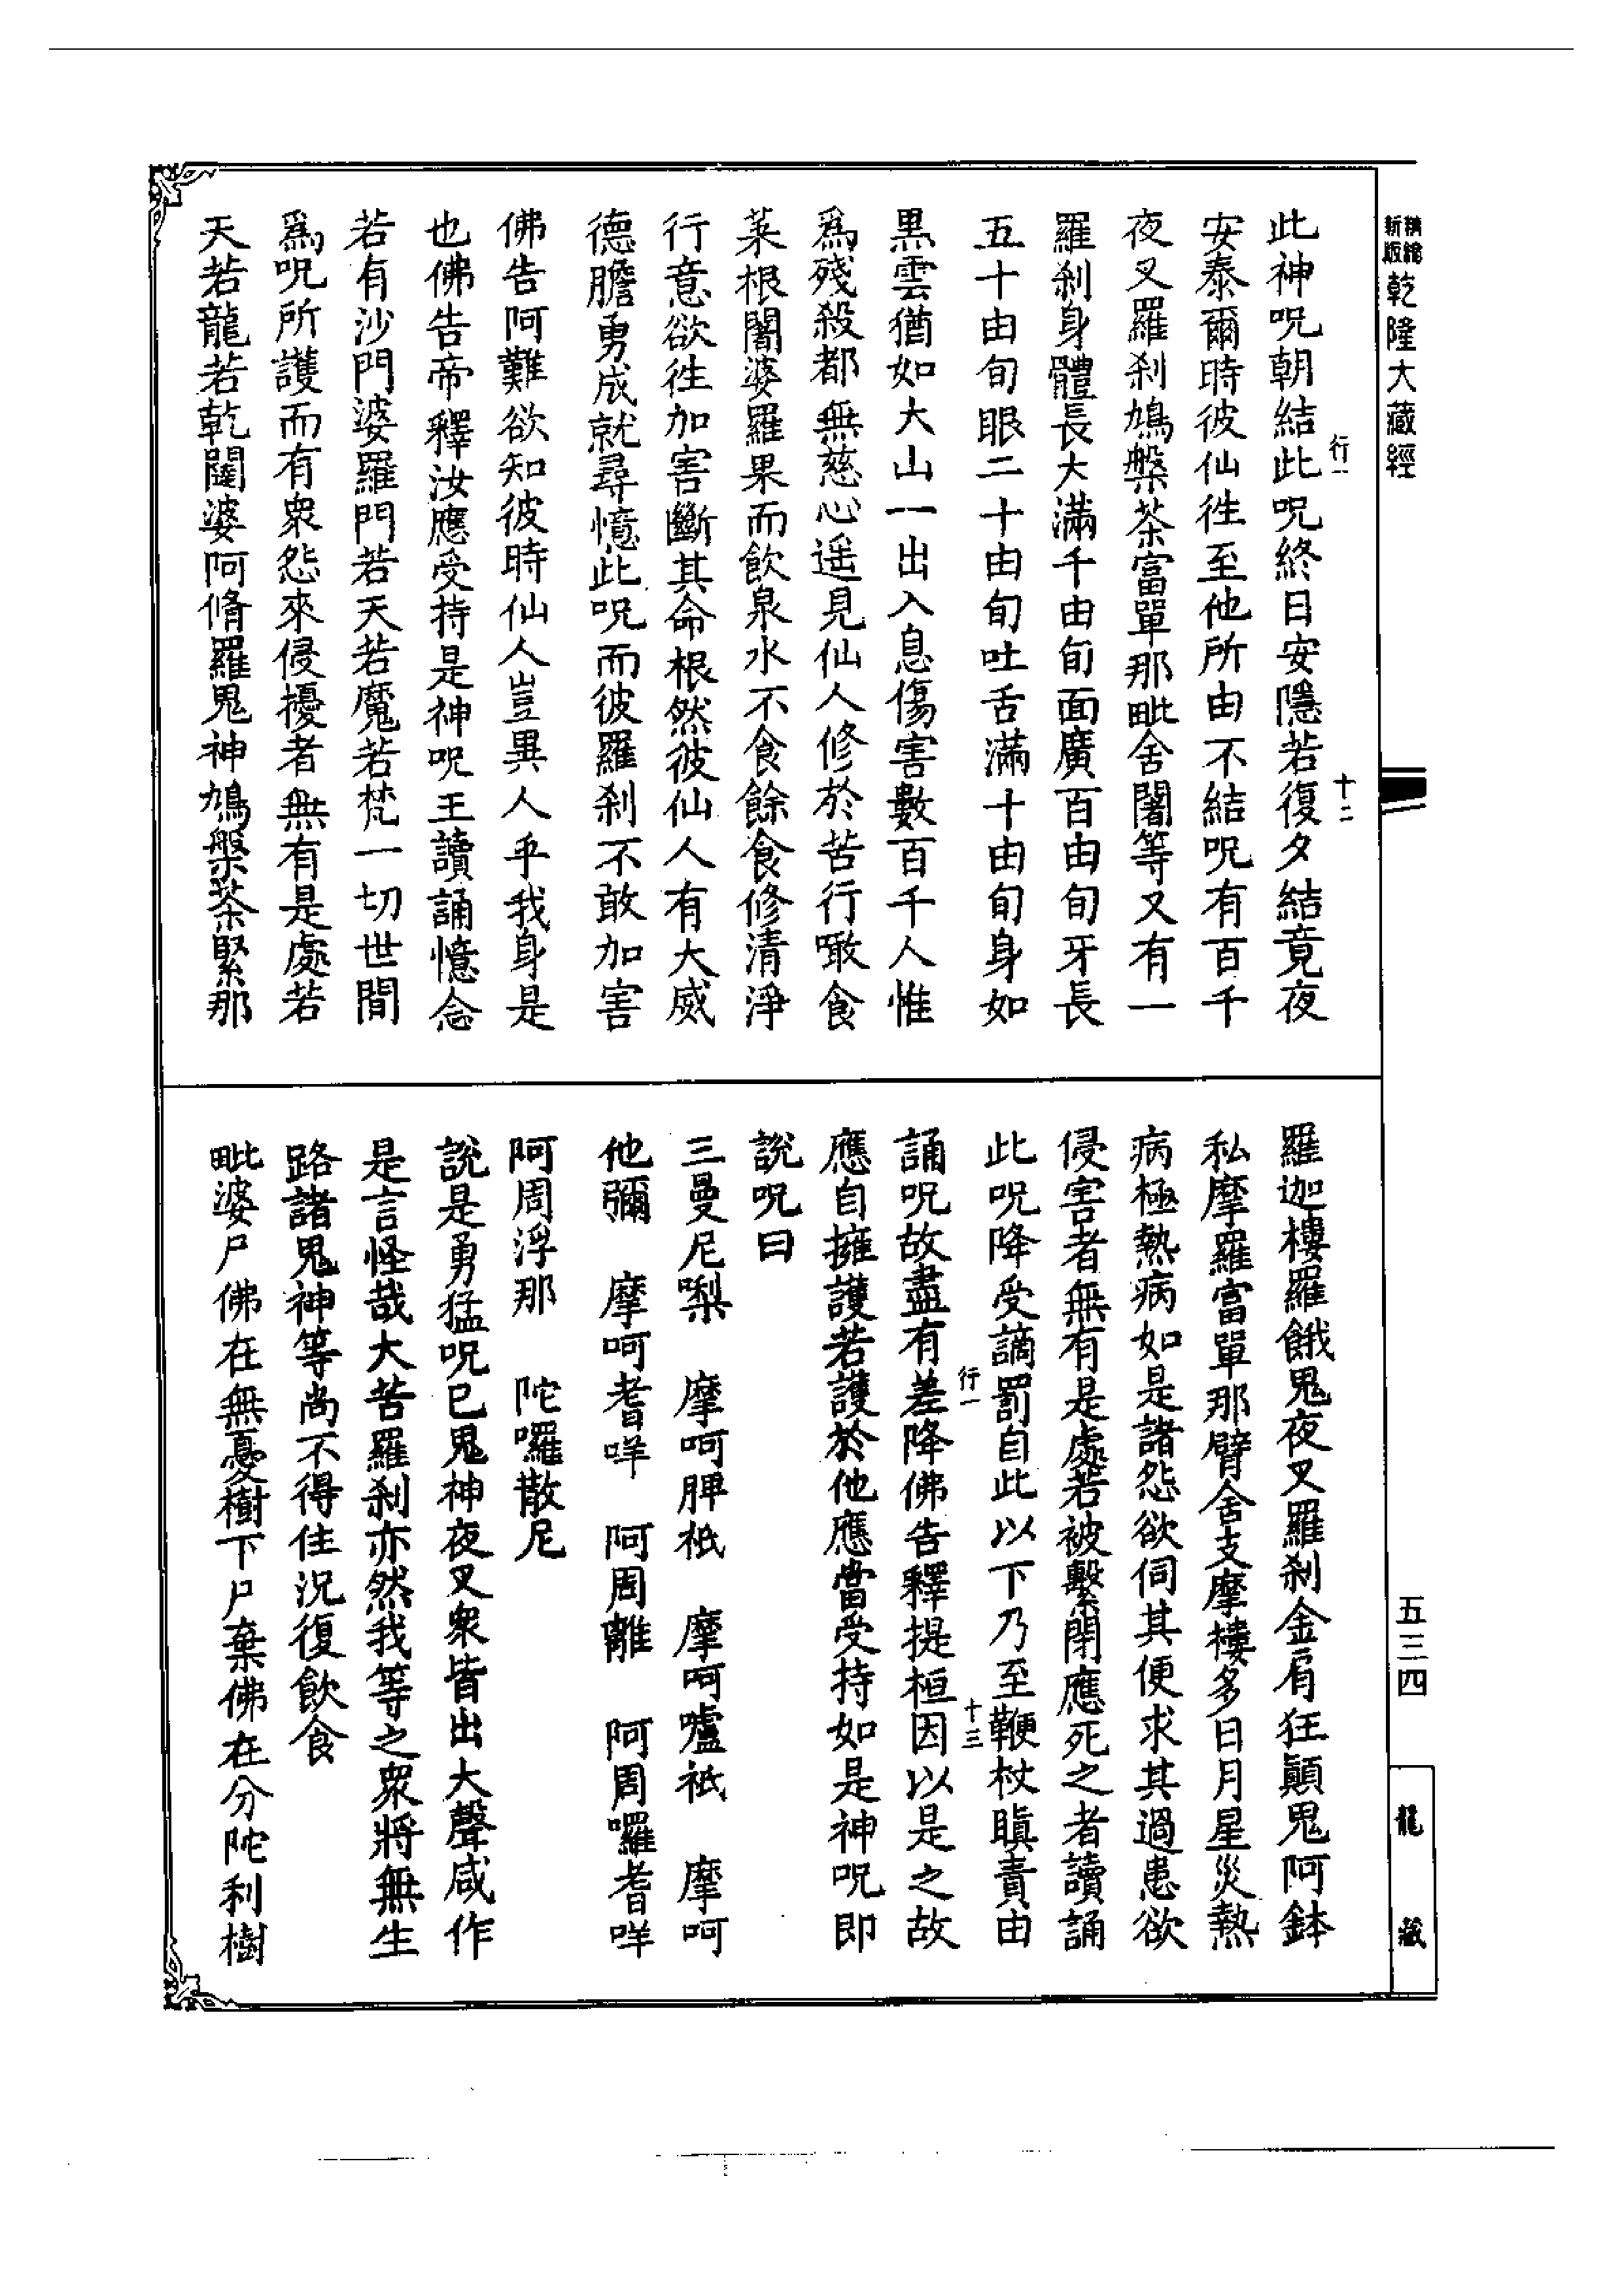 新版精縮
乾隆大藏經
行一
十二
此神呪朝結此呪終日安隱若復夕結竟夜
安泰爾時彼仙徃至他所由不結呪有百千
夜叉羅刹鳩槃茶富單那毗舍闍等又有一
羅刹身體長大滿千由旬面廣百由旬牙長
五十由旬眼二十由旬吐舌滿十由旬身如
黒雲猶如大山一出入息傷害數百千人惟
爲殘殺都無慈心遥見仙人修於苦行噉食
菜根闍婆羅果而飲泉水不食餘食修清淨
行意欲徃加害斷其命根然彼仙人有大威
德膽勇成就尋憶此呪而彼羅刹不敢加害
佛告阿難欲知彼時仙人豈異人乎我身是
也佛告帝釋汝應受持是神呪王讀誦憶念
若有沙門婆羅門若天若魔若梵一切世間
爲呪所護而有衆怨來侵擾者無有是處若
天若龍若乾闥婆阿脩羅鬼神鳩槃茶緊那
羅迦樓羅餓鬼夜叉羅刹金肩狂顛鬼阿鉢
私摩羅富單那臂舍支摩樓多日月星災熱
病極熱病如是諸怨欲伺其便求其過患欲
侵害者無有是處若被繫閉應死之者讀誦
此呪降受謫罰自此以下乃至鞭杖瞋責由
行一
十三
誦呪故盡有差降佛告釋提桓因以是之故
應自擁護若護於他應當受持如是神呪即
說呪曰
三曼尼㗚 摩呵脾衹 摩呵嚧衹 摩呵
他彌 摩呵耆咩 阿周離 阿周囉耆咩
阿周浮那 陀囉散尼
說是勇猛呪已鬼神夜叉衆皆出大聲咸作
是言怪哉大苦羅刹亦然我等之衆將無生
路諸鬼神等尚不得住況復飲食
毗婆尸佛在無憂樹下尸棄佛在分陀利樹
五三四
龍藏